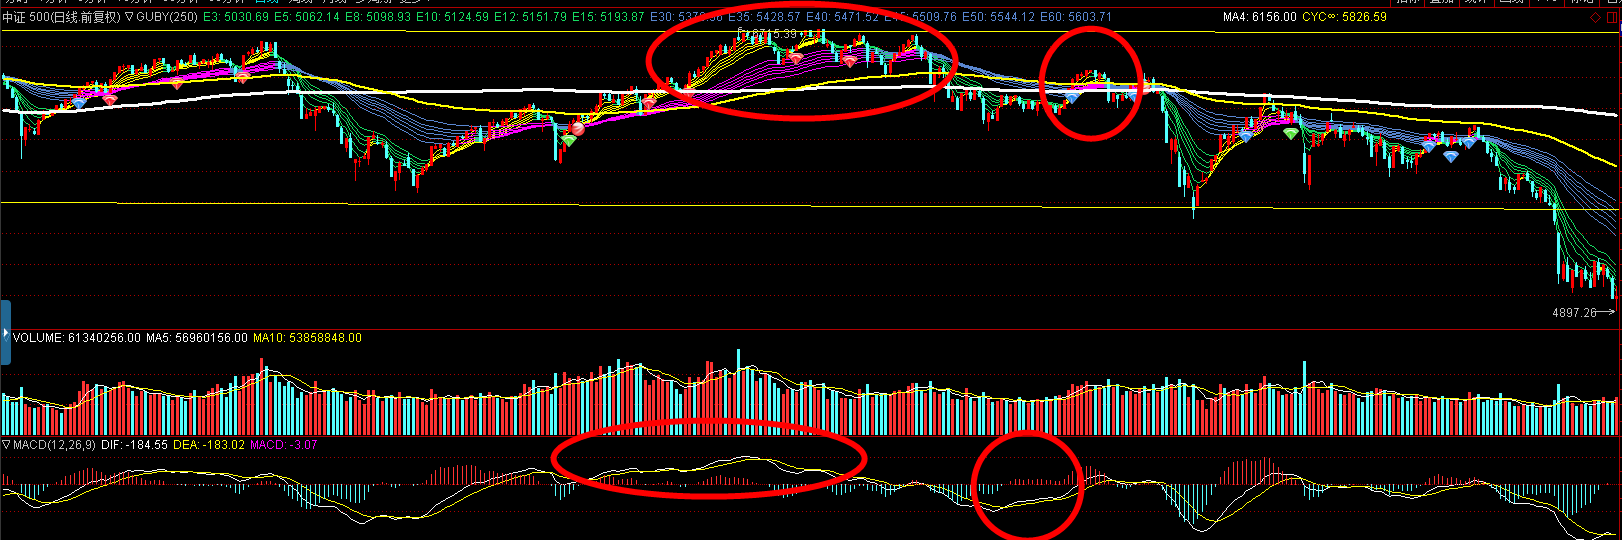 中证 500(日线.前复权) ▽GUBY(250) E3: 5030.69 E5: 5062.14 E8: 5098.93 E10: 5124.59 E12: 5151.79 E15: 5193.87 E30: E35: 5428.57 E40: 5471.52 5509.76 E50: 5544.12 E60: 5603.71 MA4: 6156.00 CYC∞: 5826.59
6715.39
4897.26
VOLUME: 61340256.00 MA5: 56960156.00 MA10: 53858848.00
▽MACD(12,26,9) DIF: -184.55 DEA: -183.02 MACD: -3.07